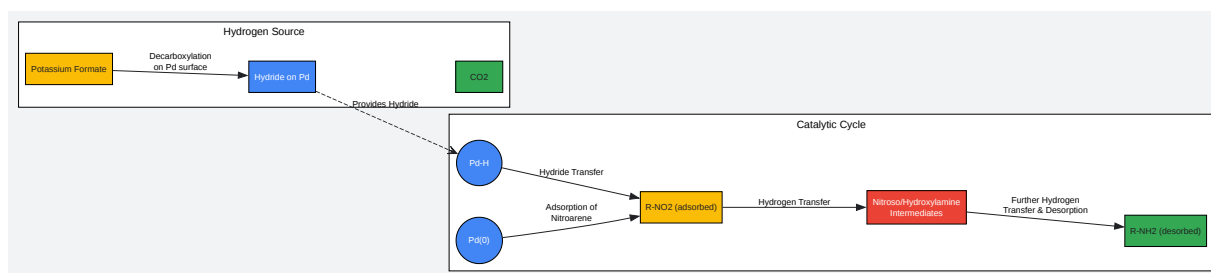 Hydrogen Source
Decarboxylation
on Pd surface
Potassium Formate
Hydride on Pd
CO2
Provides Hydride
Catalytic Cycle
Pd-H
Hydride Transfer
Adsorption of
Nitroarene
Pd(0)
R-NO2 (adsorbed)
Hydrogen Transfer
Nitroso/Hydroxylamine
Intermediates
Further Hydrogen
Transfer & Desorption
R-NH2 (desorbed)